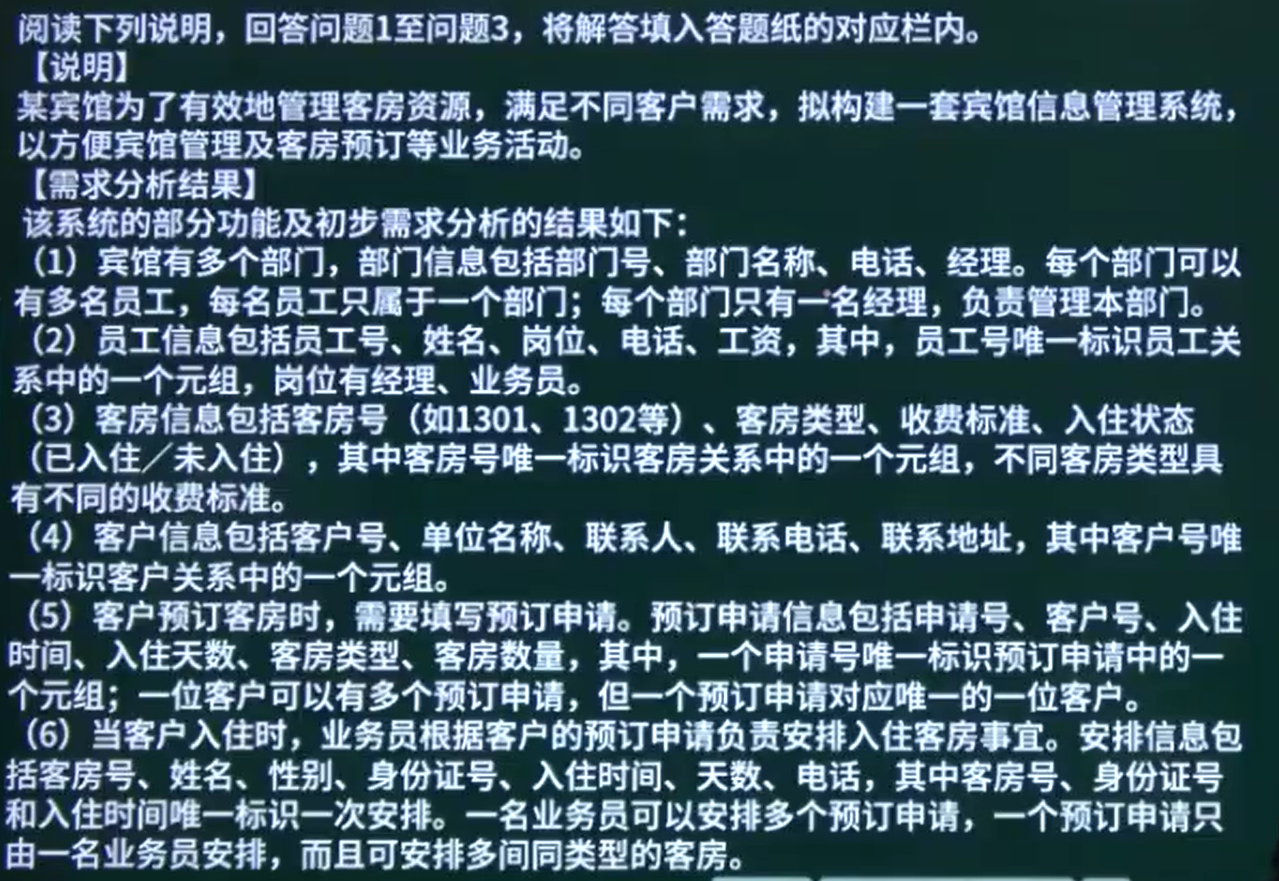 阅读下列说明，回答问题1至问题3，将解答填入答题纸的对应栏内。
【说明】
某宾馆为了有效地管理客房资源，满足不同客户需求，拟构建一套宾馆信息管理系统，
以方便宾馆管理及客房预订等业务活动。
【需求分析结果】
该系统的部分功能及初步需求分析的结果如下：
（1）宾馆有多个部门，部门信息包括部门号、部门名称、电话、经理。每个部门可以
有多名员工，每名员工只属于一个部门；每个部门只有一名经理，负责管理本部门。
（2）员工信息包括员工号、姓名、岗位、电话、工资，其中，员工号唯一标识员工关
系中的一个元组，岗位有经理、业务员。
（3）客房信息包括客房号（如1301、1302等）、客房类型、收费标准、入住状态
（已入住／未入住），其中客房号唯一标识客房关系中的一个元组，不同客房类型具
有不同的收费标准。
（4）客户信息包括客户号、单位名称、联系人、联系电话、联系地址，其中客户号唯
一标识客户关系中的一个元组。
（5）客户预订客房时，需要填写预订申请。预订申请信息包括申请号、客户号、入住
时间、入住天数、客房类型、客房数量，其中，一个申请号唯一标识预订申请中的一
个元组；一位客户可以有多个预订申请，但一个预订申请对应唯一的一位客户。
（6）当客户入住时，业务员根据客户的预订申请负责安排入住客房事宜。安排信息包
括客房号、姓名、性别、身份证号、入住时间、天数、电话，其中客房号、身份证号
和入住时间唯一标识一次安排。一名业务员可以安排多个预订申请，一个预订申请只
由一名业务员安排，而且可安排多间同类型的客房。